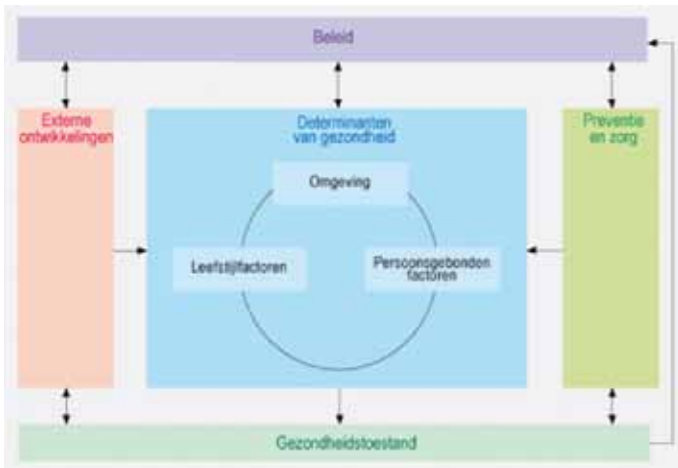 Beleid
Externe
ontwikkelingen
Determinanten
van gezondheid
Preventie
en zorg
Omgeving
Leefstijlfactoren
Persoonsgebonden
factoren
Gezondheidstoestand